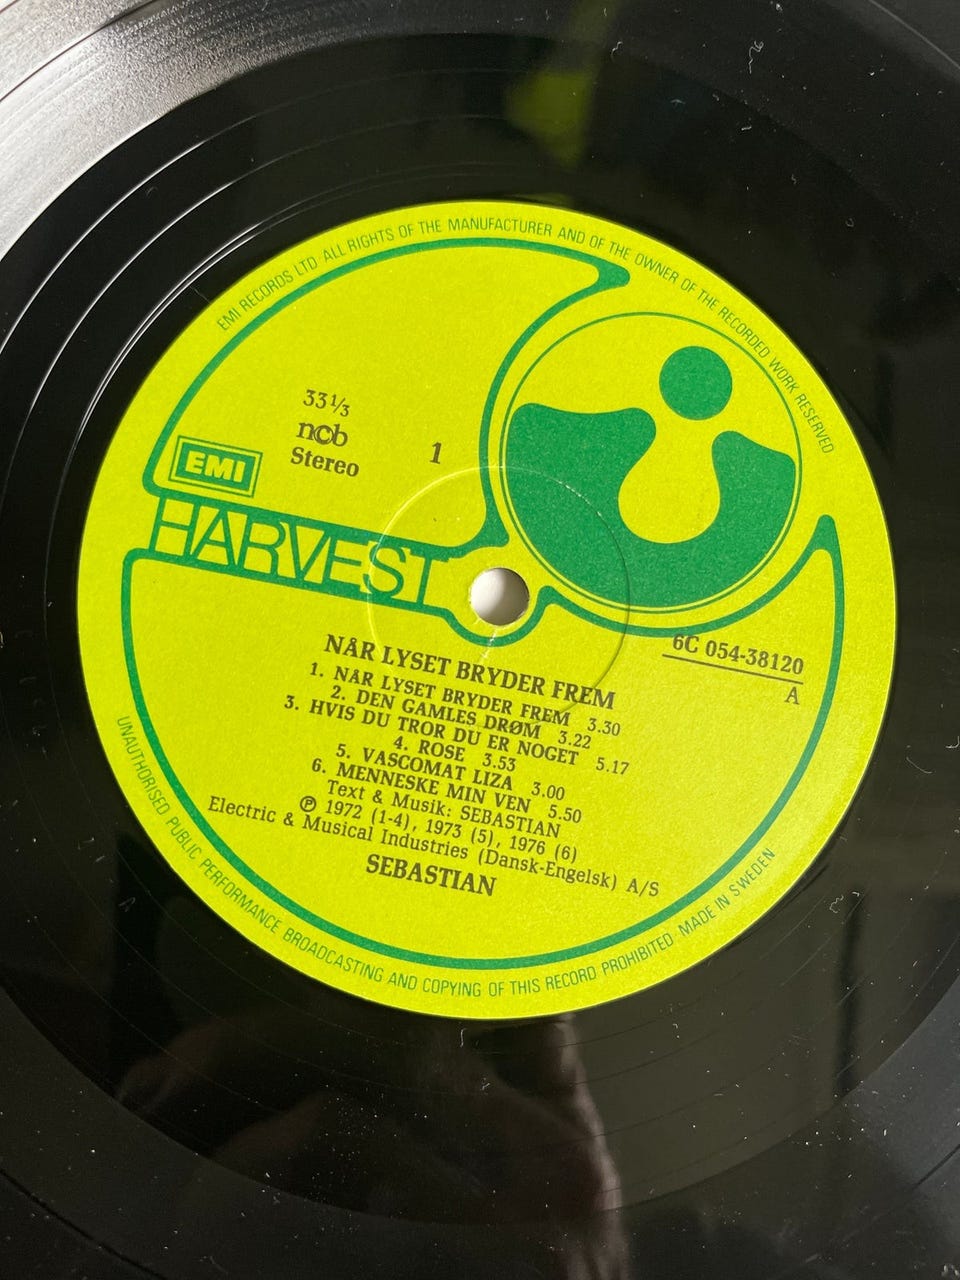 EMI RECORDS LTD. ALL RIGHTS OF THE MANUFACTURER AND OF THE OWNER OF THE RECORDED WORK RESERVED
33⅓
ncb
Stereo
1
EMI
HARVEST
6C 054-38120
A
NÅR LYSET BRYDER FREM
1. NÅR LYSET BRYDER FREM 3.30
2. DEN GAMLES DRØM 3.22
3. HVIS DU TROR DU ER NOGET 5.17
4. ROSE 3.53
5. VASCOMAT LIZA 3.00
6. MENNESKE MIN VEN 5.50
Text & Musik: SEBASTIAN
℗ 1972 (1-4), 1973 (5), 1976 (6)
Electric & Musical Industries (Dansk-Engelsk) A/S
SEBASTIAN
UNAUTHORISED PUBLIC PERFORMANCE BROADCASTING AND COPYING OF THIS RECORD PROHIBITED MADE IN SWEDEN